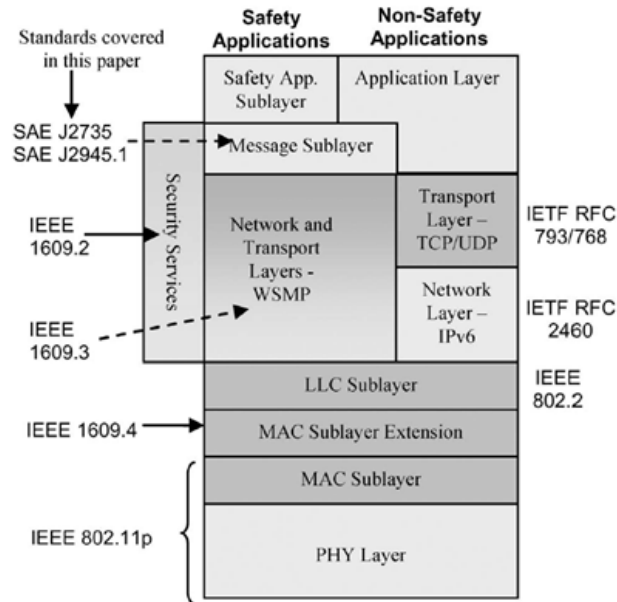 Standards covered
in this paper
Safety
Applications
Non-Safety
Applications
Safety App.
Sublayer
Application Layer
SAE J2735
SAE J2945.1
Message Sublayer
Security Services
IEEE
1609.2
Network and
Transport
Layers -
WSMP
Transport
Layer –
TCP/UDP
IETF RFC
793/768
IEEE
1609.3
Network
Layer –
IPv6
IETF RFC
2460
LLC Sublayer
IEEE
802.2
IEEE 1609.4
MAC Sublayer Extension
MAC Sublayer
IEEE 802.11p
PHY Layer